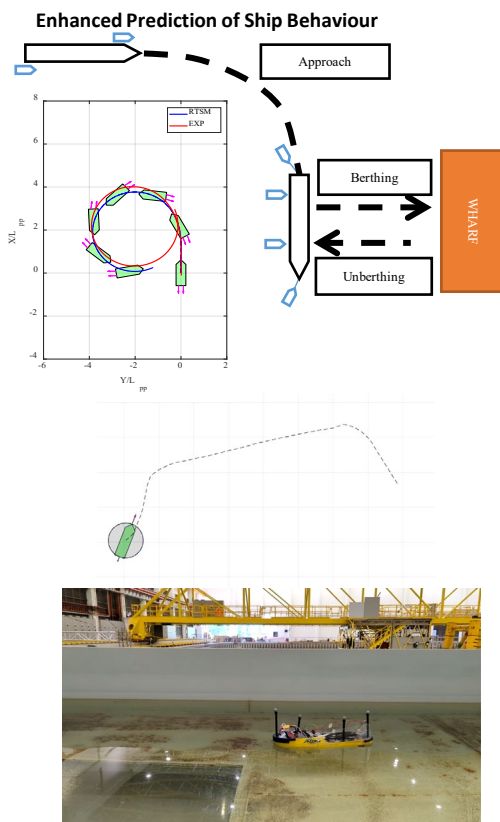 Enhanced Prediction of Ship Behaviour
Approach
8
RTSM
EXP
6
4
2
0
-2
-4
X/L pp
-6
-4
-2
0
2
Y/L pp
Berthing
Unberthing
WHARF